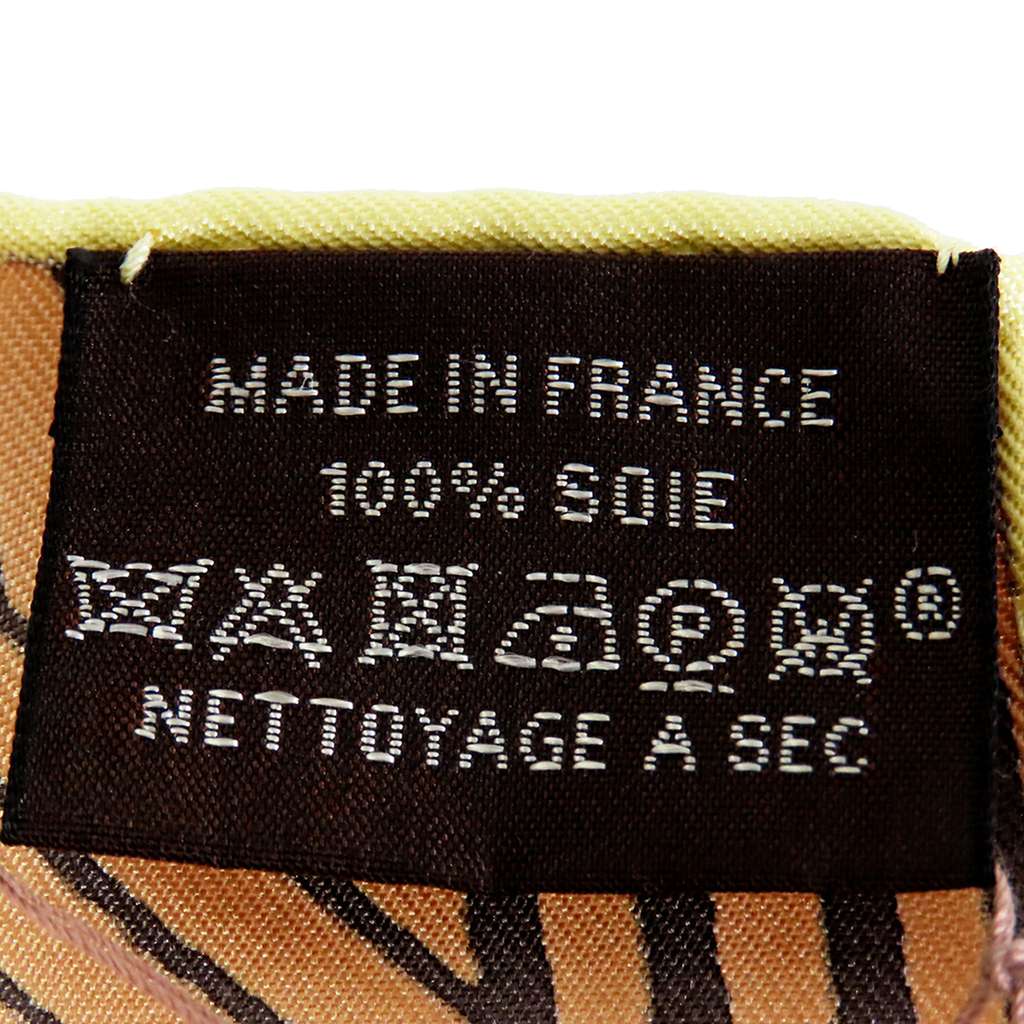 MADE IN FRANCE
100% SOIE
P ®
NETTOYAGE A SEC